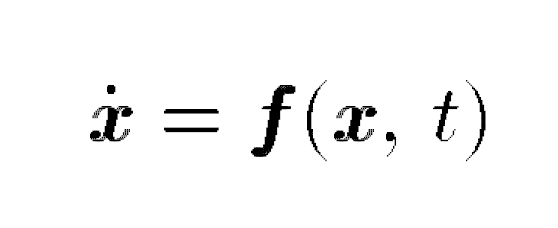 ẋ = f(x, t)